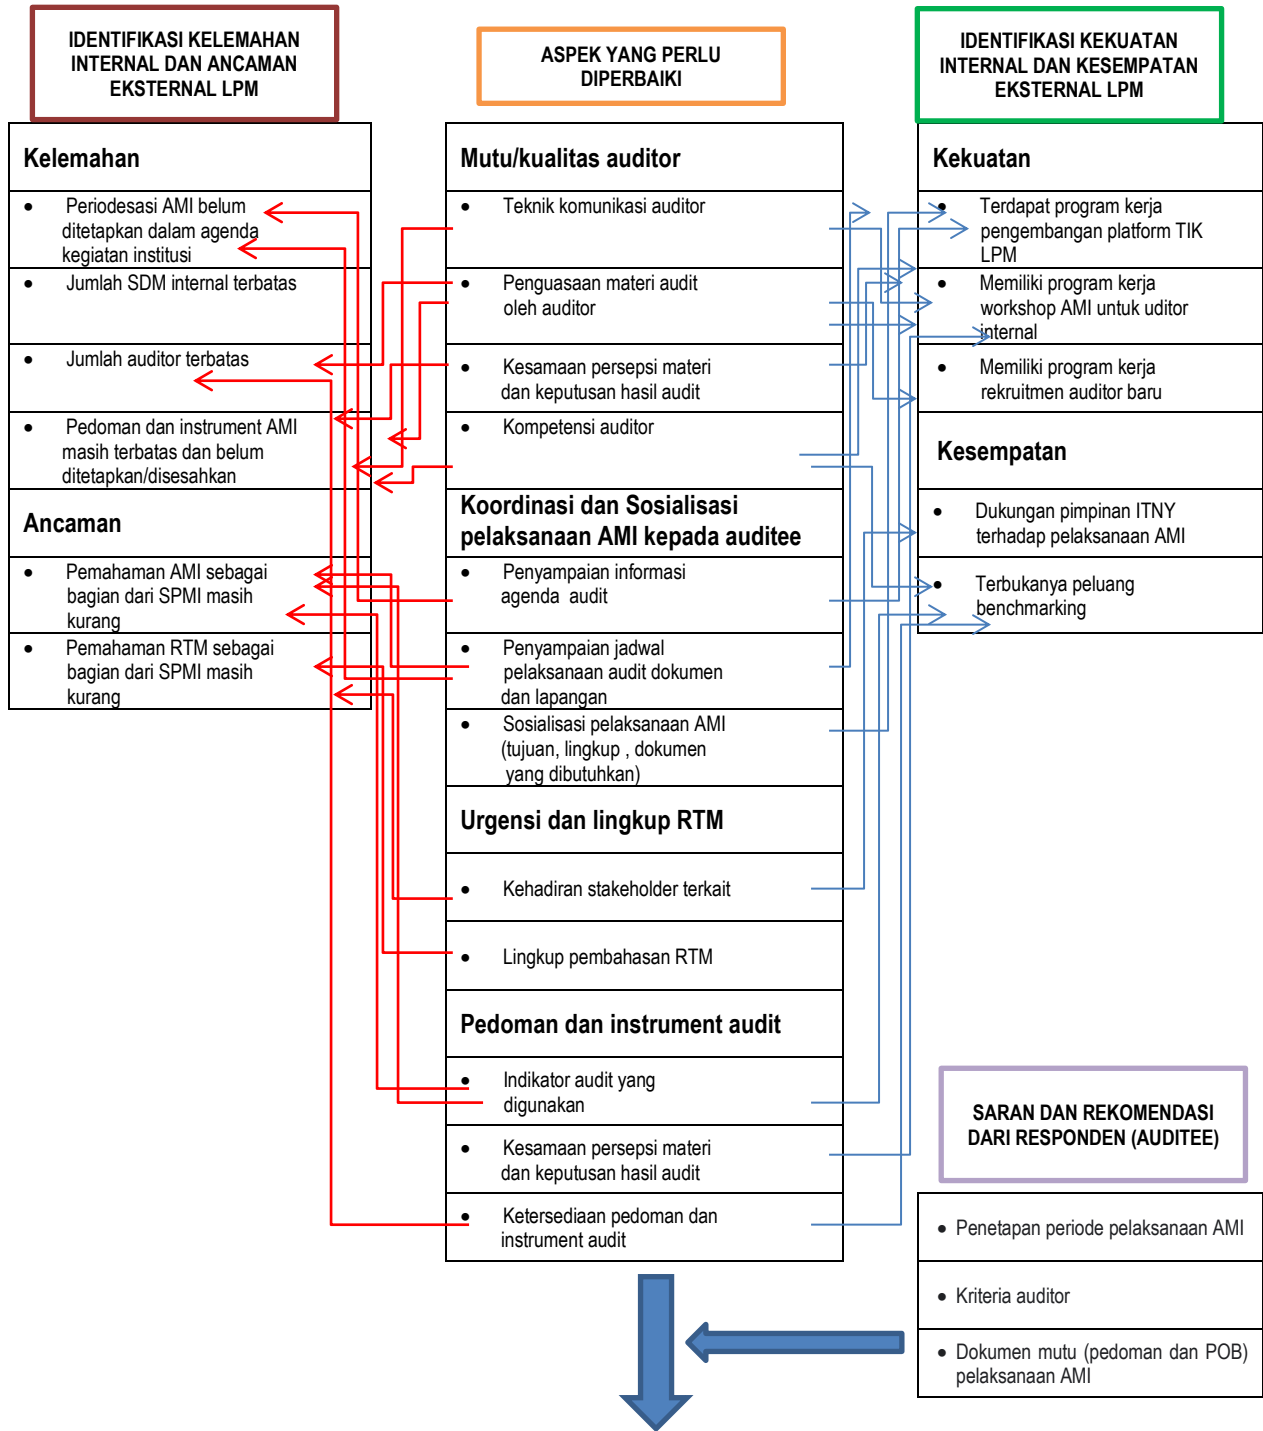 IDENTIFIKASI KELEMAHAN
INTERNAL DAN ANCAMAN
EKSTERNAL LPM
Kelemahan
• Periodesasi AMI belum
ditetapkan dalam agenda
kegiatan institusi
• Jumlah SDM internal terbatas
• Jumlah auditor terbatas
• Pedoman dan instrument AMI
masih terbatas dan belum
ditetapkan/disesahkan
Ancaman
• Pemahaman AMI sebagai
bagian dari SPMI masih
kurang
• Pemahaman RTM sebagai
bagian dari SPMI masih
kurang
ASPEK YANG PERLU
DIPERBAIKI
Mutu/kualitas auditor
• Teknik komunikasi auditor
• Penguasaan materi audit
oleh auditor
• Kesamaan persepsi materi
dan keputusan hasil audit
• Kompetensi auditor
Koordinasi dan Sosialisasi
pelaksanaan AMI kepada auditee
• Penyampaian informasi
agenda audit
• Penyampaian jadwal
pelaksanaan audit dokumen
dan lapangan
• Sosialisasi pelaksanaan AMI
(tujuan, lingkup , dokumen
yang dibutuhkan)
Urgensi dan lingkup RTM
• Kehadiran stakeholder terkait
• Lingkup pembahasan RTM
Pedoman dan instrument audit
• Indikator audit yang
digunakan
• Kesamaan persepsi materi
dan keputusan hasil audit
• Ketersediaan pedoman dan
instrument audit
IDENTIFIKASI KEKUATAN
INTERNAL DAN KESEMPATAN
EKSTERNAL LPM
Kekuatan
• Terdapat program kerja
pengembangan platform TIK
LPM
• Memiliki program kerja
workshop AMI untuk uditor
internal
• Memiliki program kerja
rekruitmen auditor baru
Kesempatan
• Dukungan pimpinan ITNY
terhadap pelaksanaan AMI
• Terbukanya peluang
benchmarking
SARAN DAN REKOMENDASI
DARI RESPONDEN (AUDITEE)
• Penetapan periode pelaksanaan AMI
• Kriteria auditor
• Dokumen mutu (pedoman dan POB)
pelaksanaan AMI